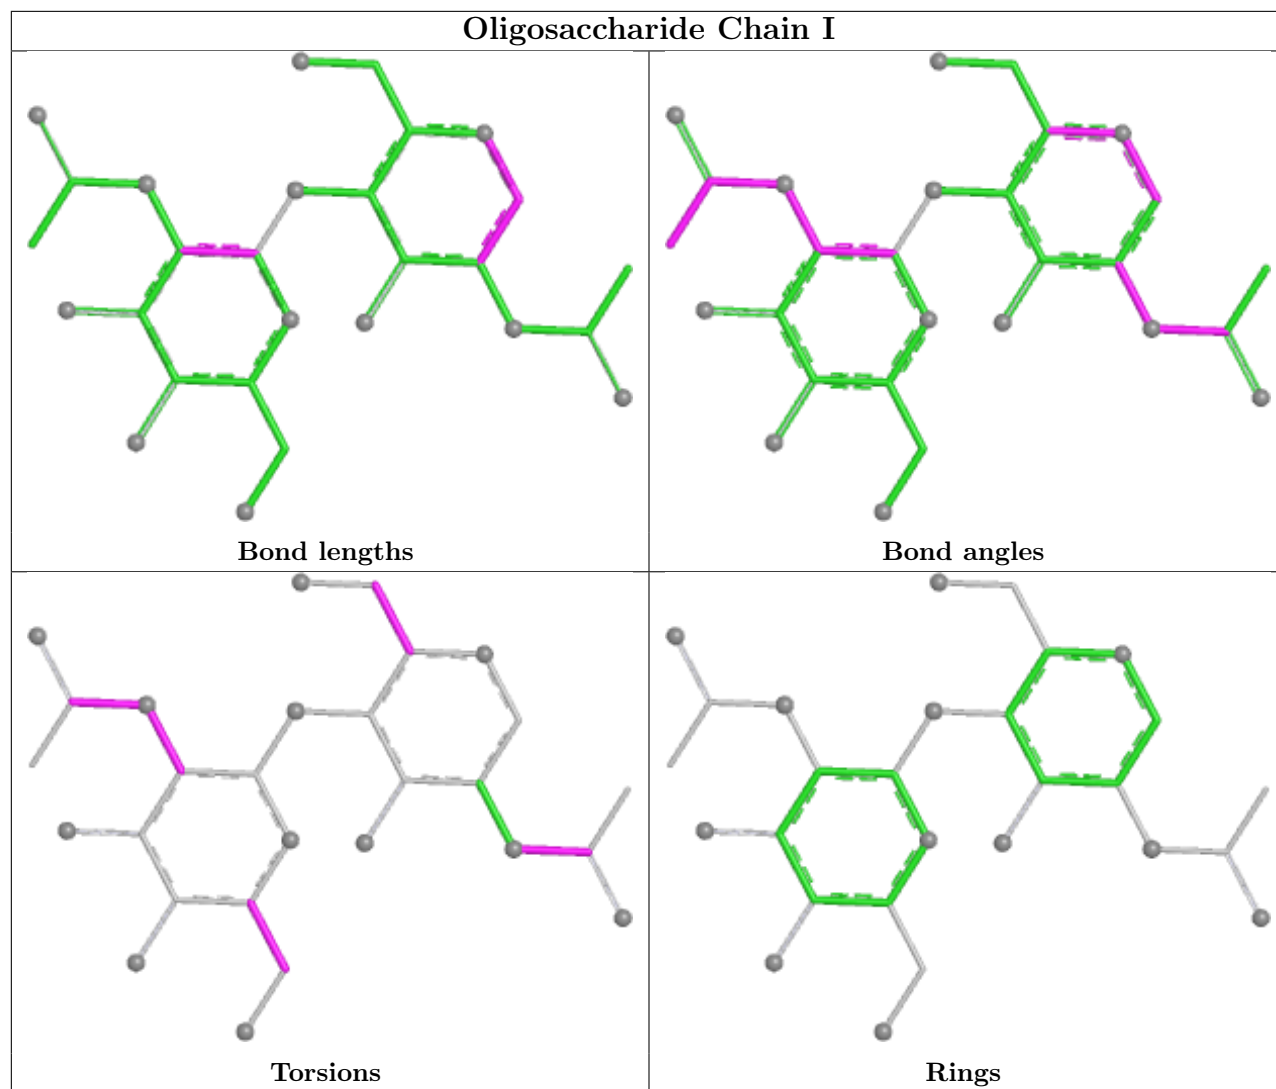 Oligosaccharide Chain I
Bond lengths
Bond angles
Torsions
Rings